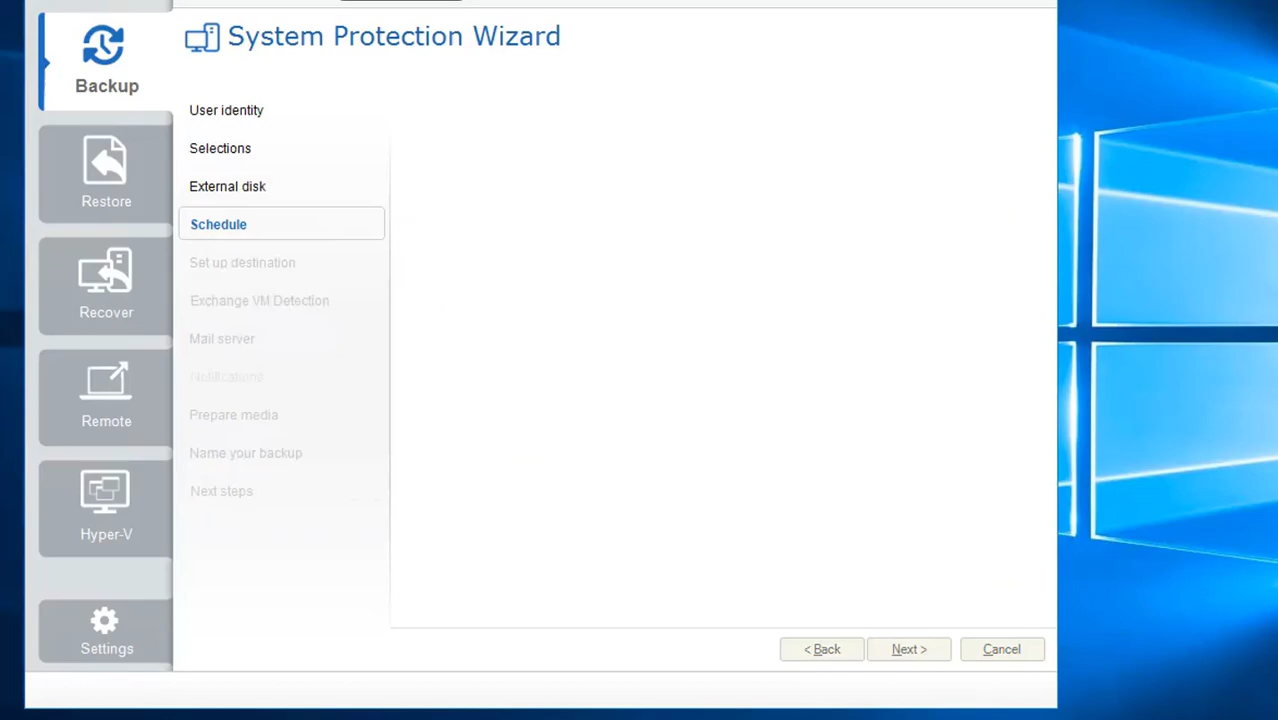 System Protection Wizard
Backup
Restore
Recover
Remote
Hyper-V
Settings
User identity
Selections
External disk
Schedule
Set up destination
Exchange VM Detection
Mail server
Notifications
Prepare media
Name your backup
Next steps
< Back
Next >
Cancel